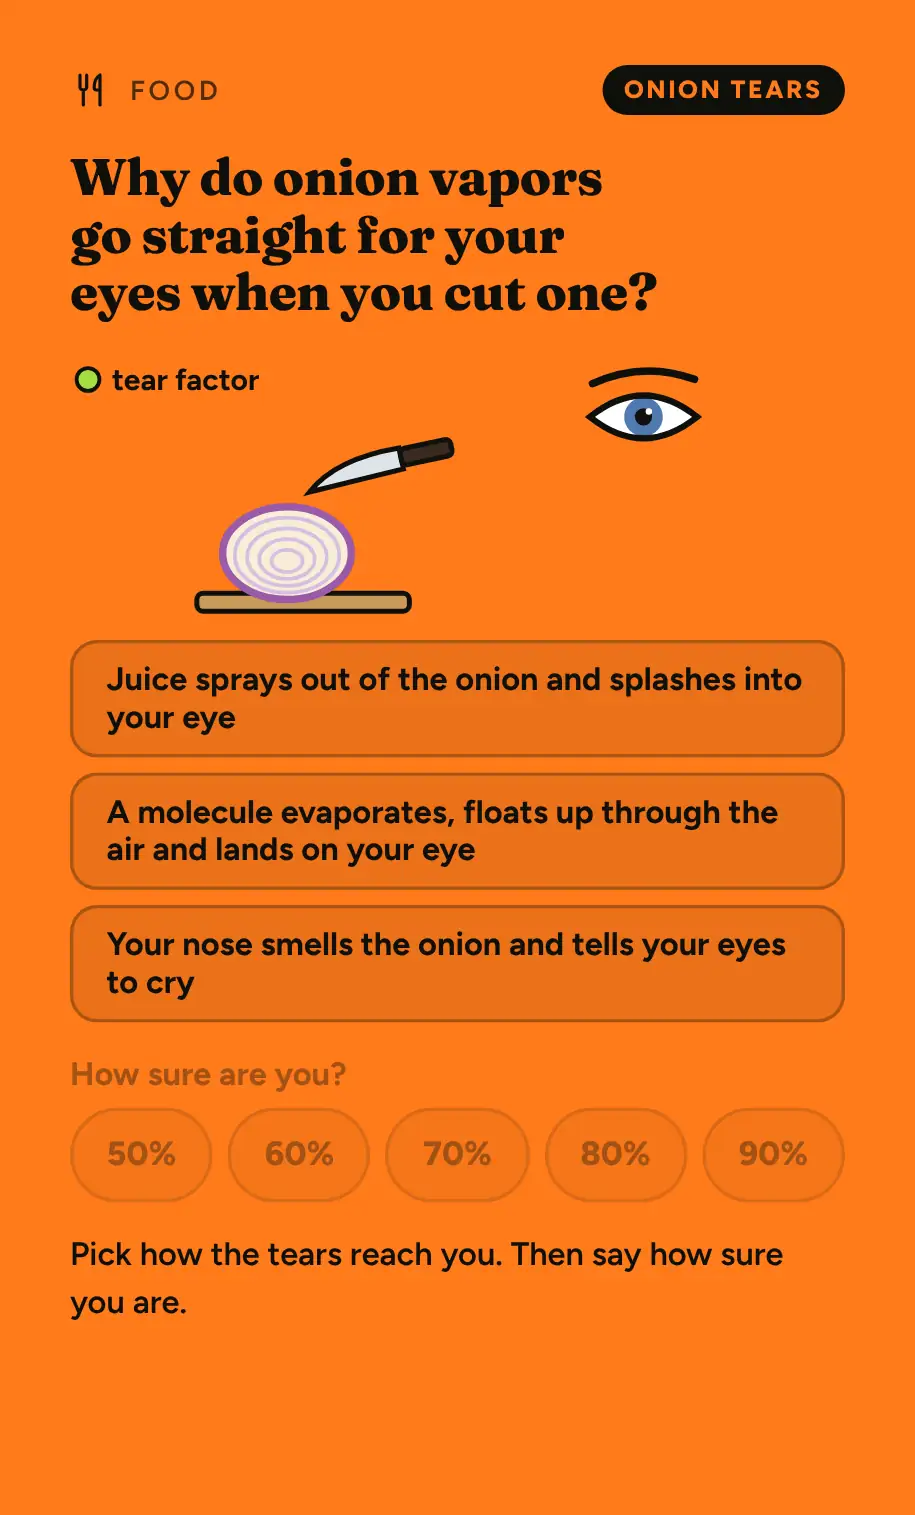 FOOD
ONION TEARS
Why do onion vapors
go straight for your
eyes when you cut one?
tear factor
Juice sprays out of the onion and splashes into
your eye
A molecule evaporates, floats up through the
air and lands on your eye
Your nose smells the onion and tells your eyes
to cry
How sure are you?
50%
60%
70%
80%
90%
Pick how the tears reach you. Then say how sure
you are.